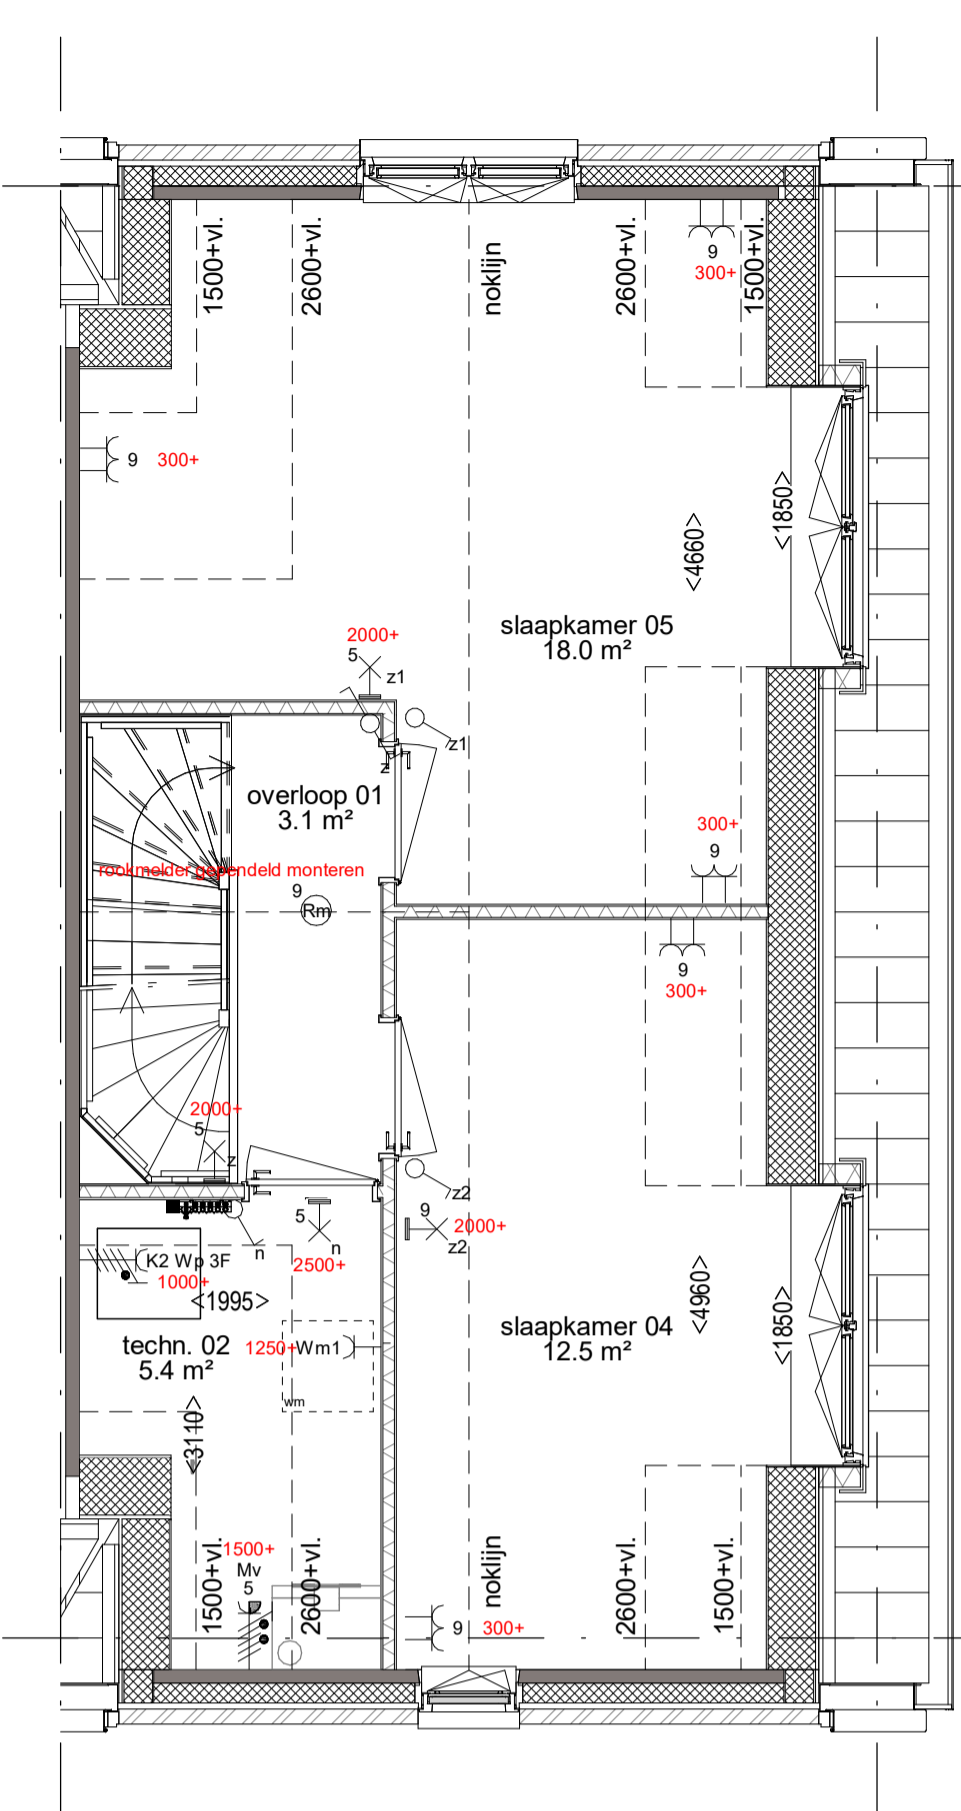 1500+vl.
2600+vl.
noklijn
2600+vl.
1500+vl.
9
300+
9
300+
<4660>
<1850>
slaapkamer 05
18.0 m²
2000+
5
z1
z1
z
overloop 01
3.1 m²
300+
9
rookmelder gependeld monteren
9
Rm
9
300+
2000+
5
z
z2
9
2000+
z2
5
n
n
2500+
K2 Wp 3F
1000+
<1995>
<4960>
<1850>
slaapkamer 04
12.5 m²
techn. 02
5.4 m²
1250+
Wm1
wm
<3110>
1500+
Mv
5
1500+vl.
2600+vl.
noklijn
2600+vl.
1500+vl.
9
300+